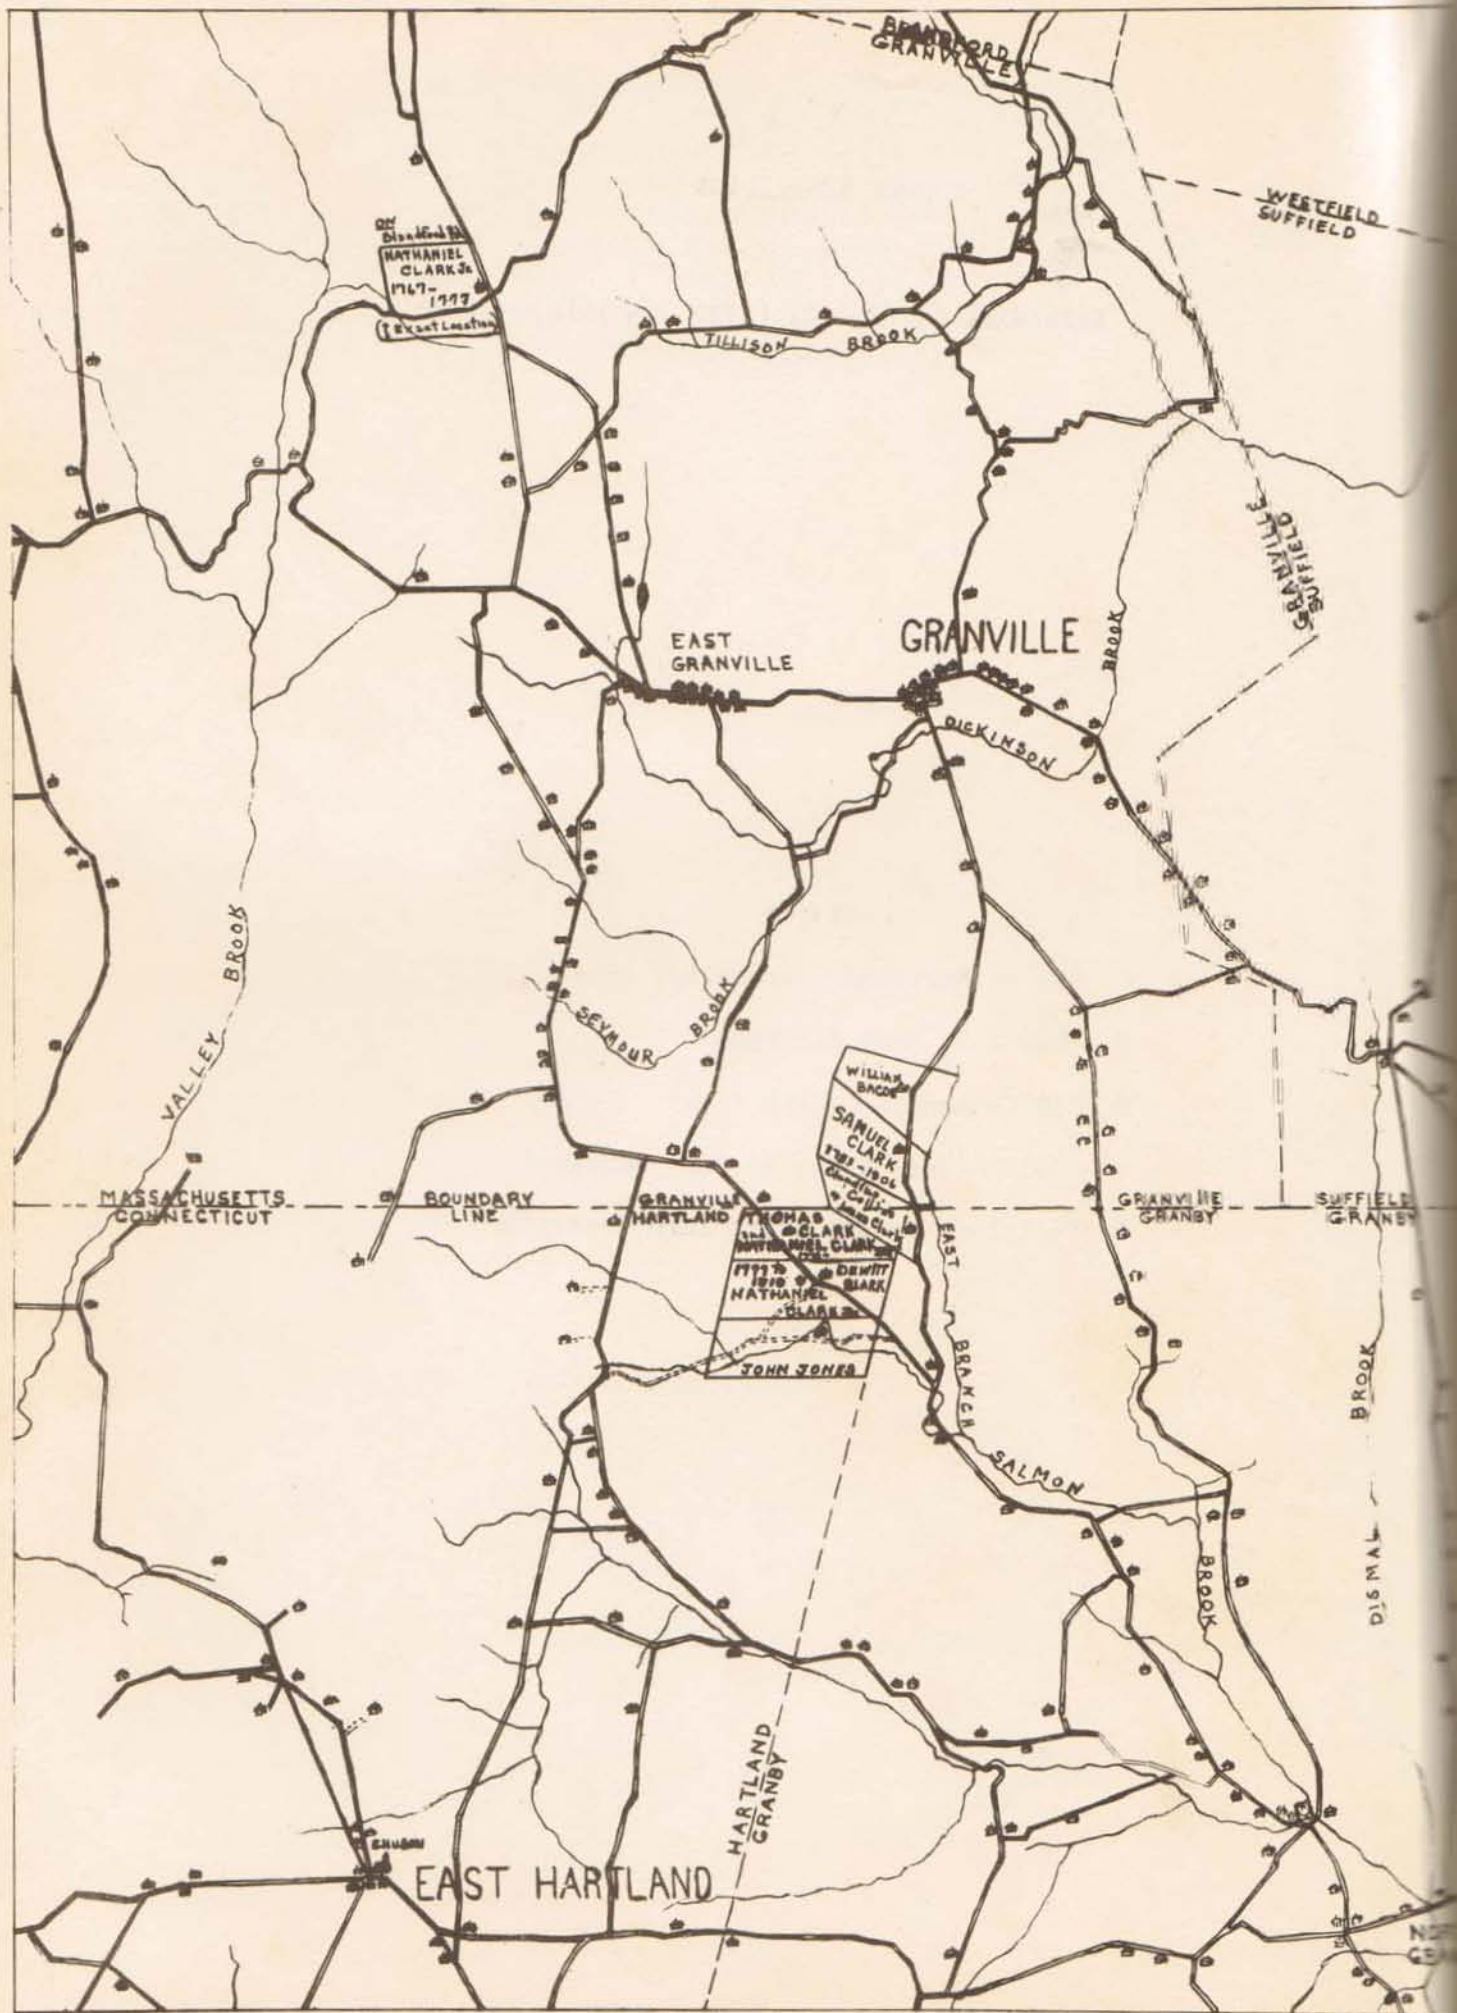 GRANVILLE
WESTFIELD
SUFFIELD
ON
Blandford Rd
NATHANIEL
CLARK Jr
1767-
1777
(? Exact Location)
TILLISON BROOK
GRANVILLE
SUFFIELD
BROOK
EAST
GRANVILLE
GRANVILLE
DICKINSON
VALLEY BROOK
SEYMOUR BROOK
WILLIAM
BACON
SAMUEL
CLARK
MASSACHUSETTS
CONNECTICUT
BOUNDARY
LINE
GRANVILLE
HARTLAND
GRANVILLE
GRANBY
SUFFIELD
GRANBY
THOMAS
CLARK
NATHANIEL CLARK
1777 to
1810
NATHANIEL
CLARK Jr
DEWITT
CLARK
JOHN JONES
EAST
BRANCH
SALMON
BROOK
DISMAL BROOK
HARTLAND
GRANBY
CHURCH
EAST HARTLAND